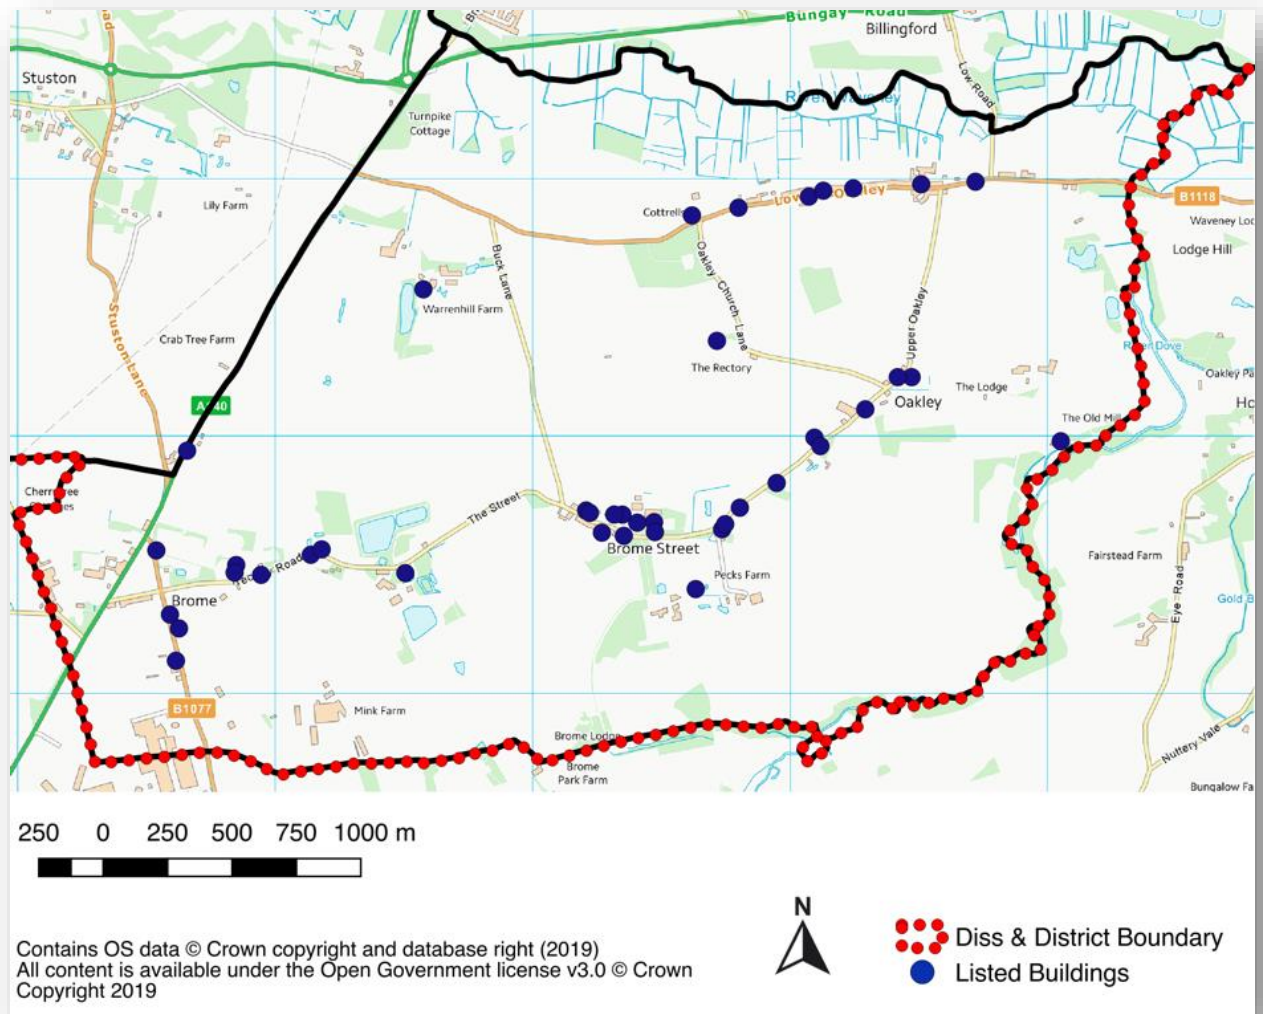 Bungay Road
Billingford
Stuston
Low Road
River Waveney
Turnpike
Cottage
Lily Farm
Cottrells
B1118
Lodge Hill
Buck Lane
Oakley Church Lane
Upper Oakley
Warrenhill Farm
Stuston Lane
Crab Tree Farm
The Rectory
River Dove
The Lodge
Oakley
The Old Mill
The Street
Brome Street
Fairstead Farm
Pecks Farm
Eye Road
Brome
B1077
Mink Farm
Brome Lodge
Brome
Park Farm
Nuttery Vale
250 0 250 500 750 1000 m
N
Diss & District Boundary
Listed Buildings
Contains OS data © Crown copyright and database right (2019)
All content is available under the Open Government license v3.0 © Crown
Copyright 2019